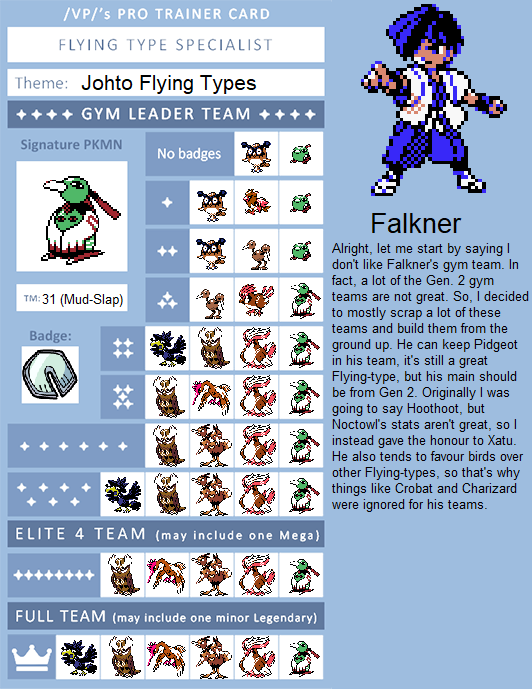 /VP/'s PRO TRAINER CARD
FLYING TYPE SPECIALIST
Theme: Johto Flying Types
GYM LEADER TEAM
Signature PKMN
No badges
TM: 31 (Mud-Slap)
Badge:
ELITE 4 TEAM (may include one Mega)
FULL TEAM (may include one minor Legendary)
Falkner
Alright, let me start by saying I
don't like Falkner's gym team. In
fact, a lot of the Gen. 2 gym
teams are not great. So, I decided
to mostly scrap a lot of these
teams and build them from the
ground up. He can keep Pidgeot
in his team, it's still a great
Flying-type, but his main should
be from Gen 2. Originally I was
going to say Hoothoot, but
Noctowl's stats aren't great, so I
instead gave the honour to Xatu.
He also tends to favour birds over
other Flying-types, so that's why
things like Crobat and Charizard
were ignored for his teams.